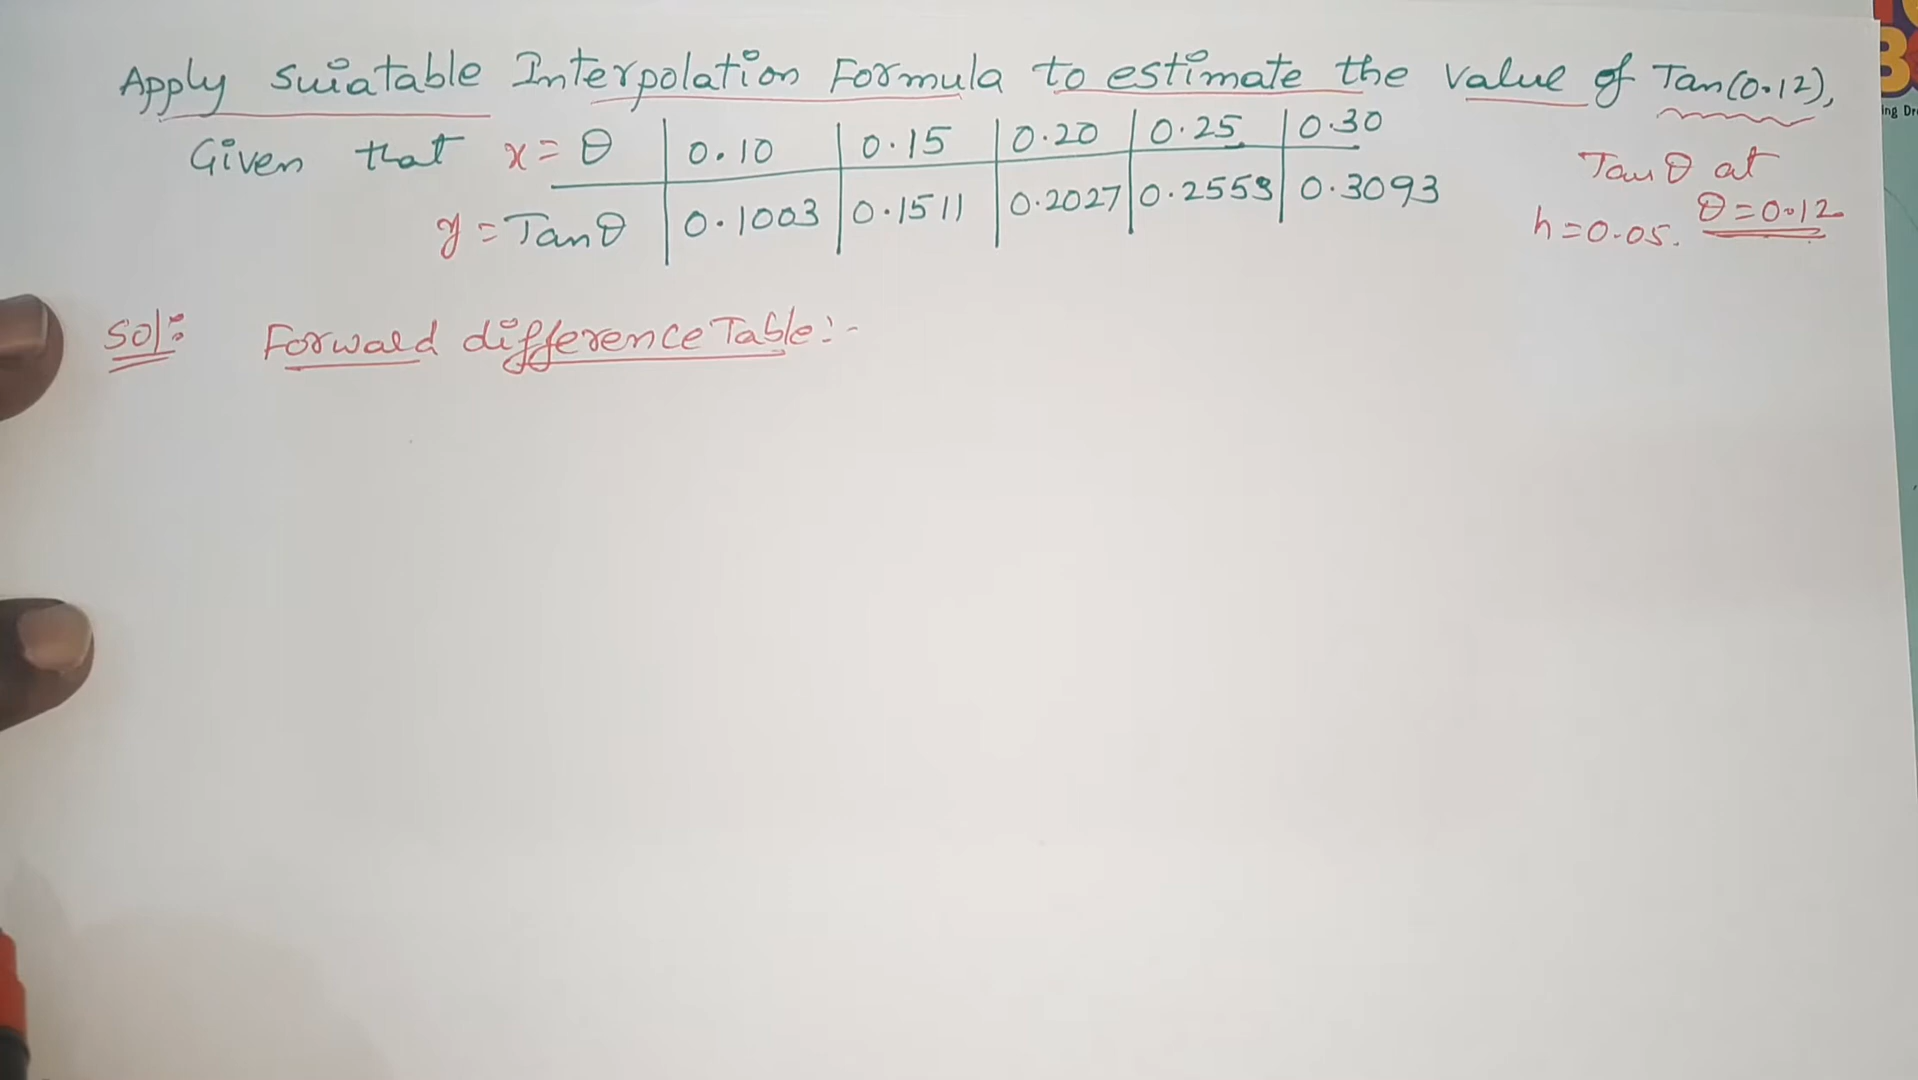 Apply suiatable Interpolation Formula to estimate the value of Tan(0.12),
Given that x = θ | 0.10 | 0.15 | 0.20 | 0.25 | 0.30
y = Tanθ | 0.1003 | 0.1511 | 0.2027 | 0.2553 | 0.3093
Tanθ at
h=0.05. θ=0.12
Sol: Forward difference Table:-